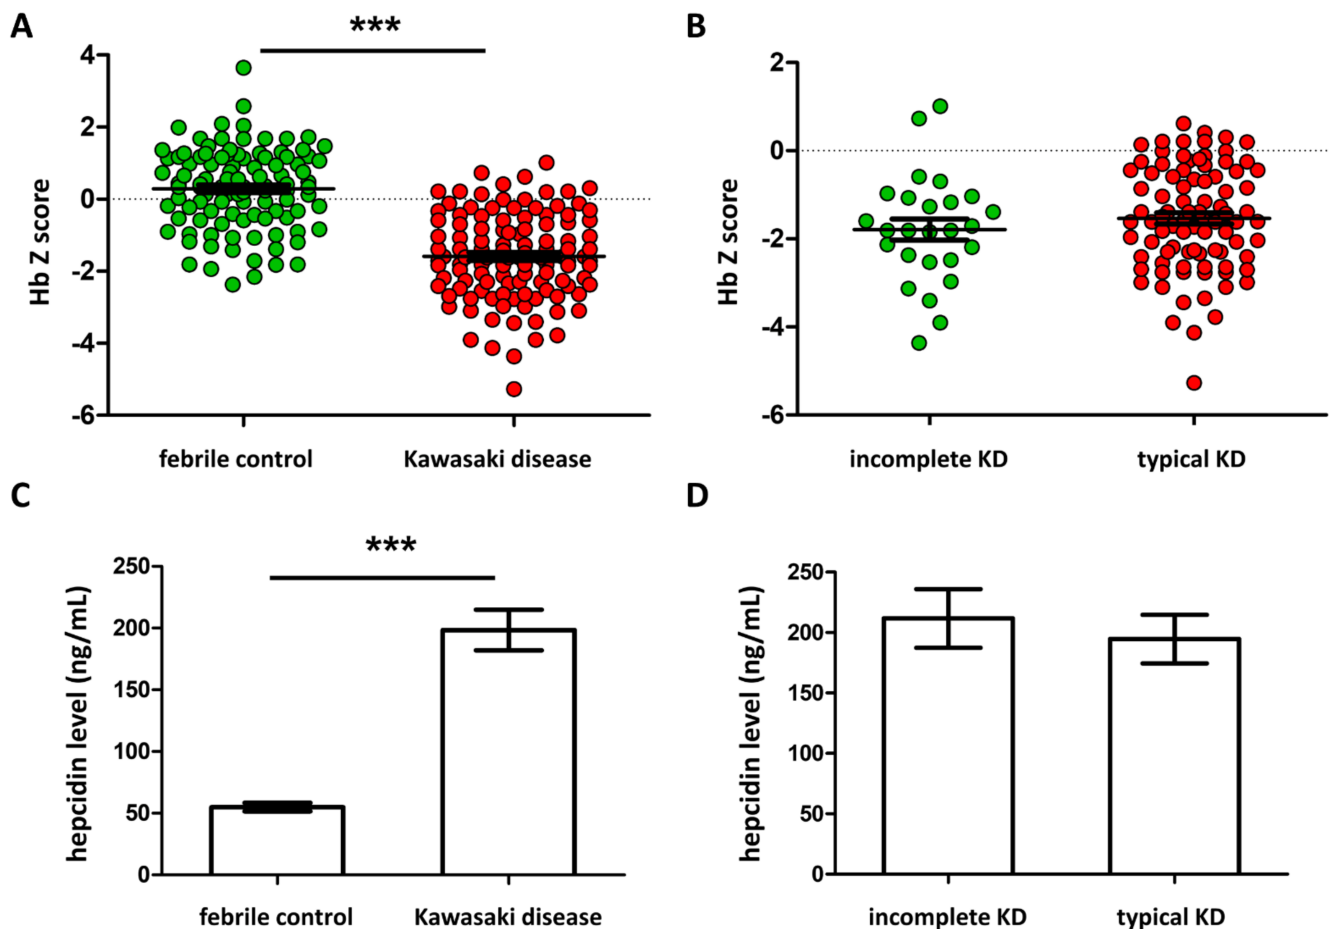 A
***
Hb Z score
4
2
0
-2
-4
-6
febrile control
Kawasaki disease
B
Hb Z score
2
0
-2
-4
-6
incomplete KD
typical KD
C
***
hepcidin level (ng/mL)
250
200
150
100
50
0
febrile control
Kawasaki disease
D
hepcidin level (ng/mL)
250
200
150
100
50
0
incomplete KD
typical KD